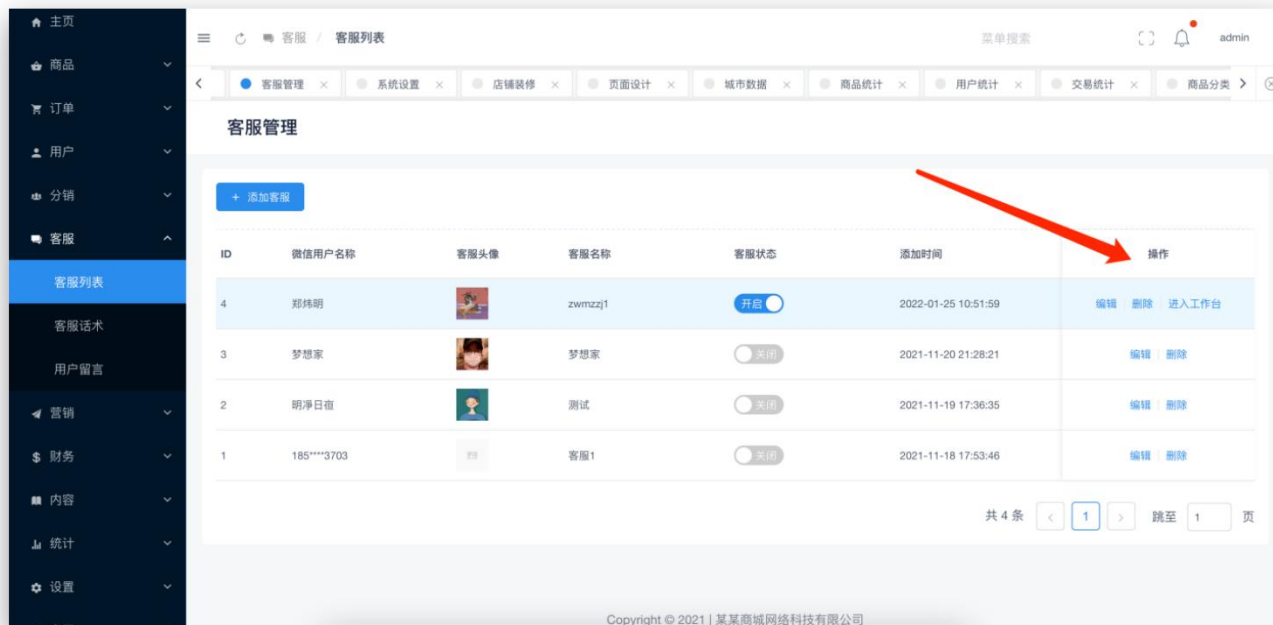 主页
商品
订单
用户
分销
客服
客服列表
客服话术
用户留言
营销
财务
内容
统计
设置
客服 / 客服列表
菜单搜索
admin
客服管理 × 系统设置 × 店铺装修 × 页面设计 × 城市数据 × 商品统计 × 用户统计 × 交易统计 × 商品分类
客服管理
+ 添加客服
ID 微信用户名称 客服头像 客服名称 客服状态 添加时间 操作
4 郑炜明 zwmzzj1 开启 2022-01-25 10:51:59 编辑 删除 进入工作台
3 梦想家 梦想家 关闭 2021-11-20 21:28:21 编辑 删除
2 明凈日宿 测试 关闭 2021-11-19 17:36:35 编辑 删除
1 185****3703 客服1 关闭 2021-11-18 17:53:46 编辑 删除
共 4 条 < 1 > 跳至 1 页
Copyright © 2021 | 某某商城网络科技有限公司